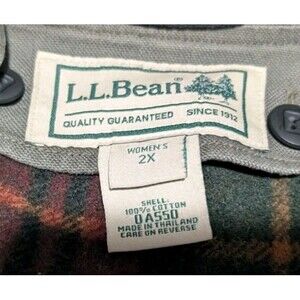 L.L.Bean®
QUALITY GUARANTEED SINCE 1912
WOMEN'S
2X
SHELL:
100% COTTON
0A550
MADE IN THAILAND
CARE ON REVERSE